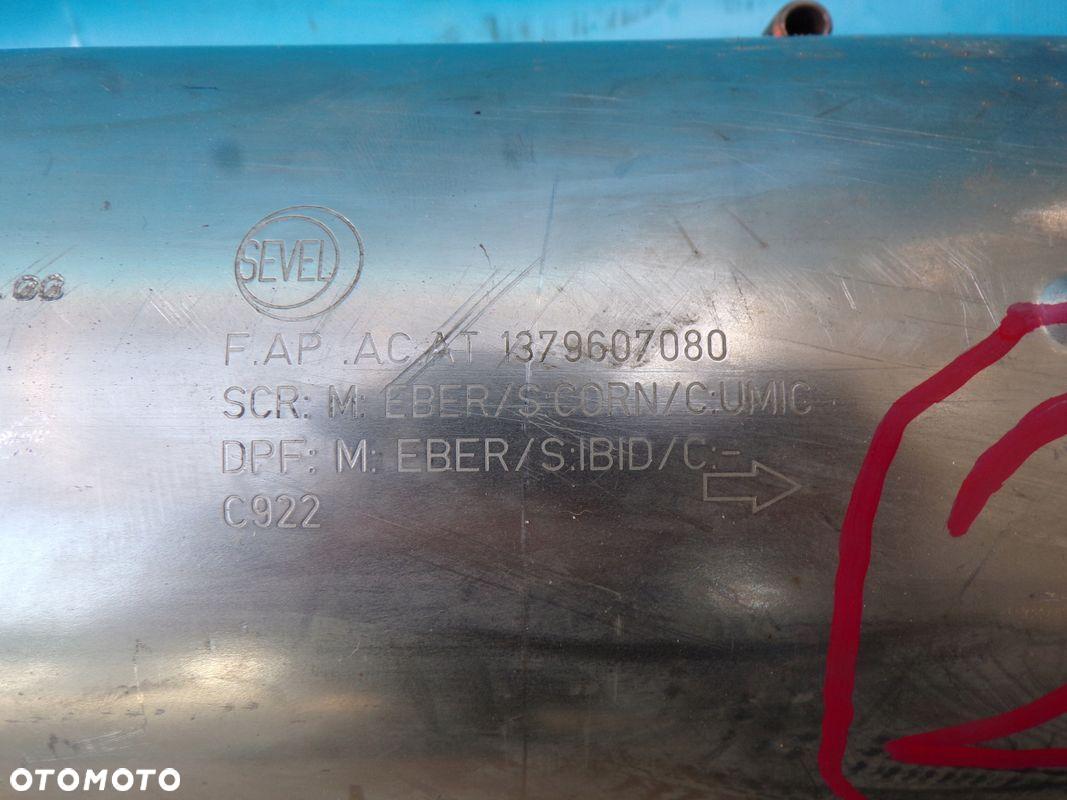 SEVEL
F.AP .AC.AT 1379607080
SCR: M: EBER/S:CORN/C:UMIC
DPF: M: EBER/S:IBID/C:-
C922
OTOMOTO